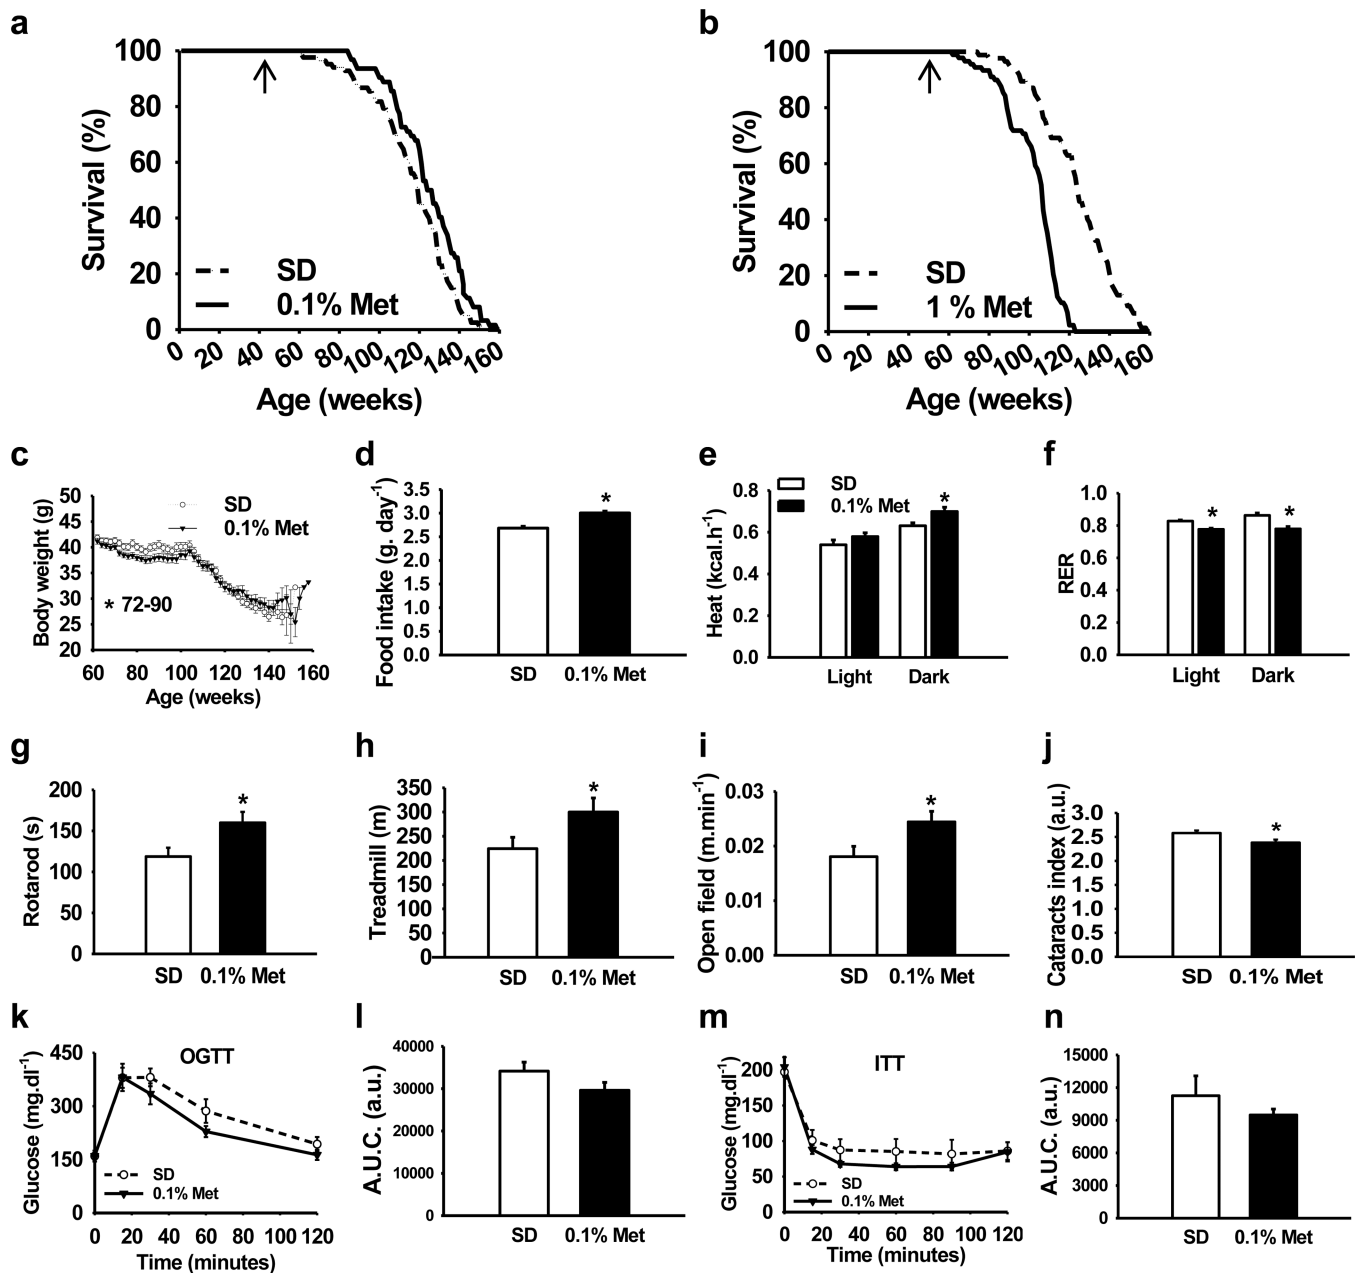 a
Survival (%)
100
80
60
40
20
0
SD
0.1% Met
0 20 40 60 80 100 120 140 160
Age (weeks)
b
Survival (%)
100
80
60
40
20
0
SD
1 % Met
0 20 40 60 80 100 120 140 160
Age (weeks)
c
Body weight (g)
50
45
40
35
30
25
20
SD
0.1% Met
* 72-90
60 80 100 120 140 160
Age (weeks)
d
Food intake (g. day-1)
3.5
3.0
2.5
2.0
1.5
1.0
0.5
0.0
*
SD 0.1% Met
e
Heat (kcal.h-1)
0.8
0.6
0.4
0.2
0.0
SD
0.1% Met
*
Light Dark
f
RER
1.0
0.8
0.6
0.4
0.2
0.0
* *
Light Dark
g
Rotarod (s)
200
150
100
50
0
*
SD 0.1% Met
h
Treadmill (m)
350
300
250
200
150
100
50
0
*
SD 0.1% Met
i
Open field (m.min-1)
0.03
0.02
0.01
0.00
*
SD 0.1% Met
j
Cataracts index (a.u.)
3.0
2.5
2.0
1.5
1.0
0.5
0.0
*
SD 0.1% Met
k
Glucose (mg.dl-1)
OGTT
450
300
150
0
SD
0.1% Met
0 20 40 60 80 100 120
Time (minutes)
l
A.U.C. (a.u.)
40000
30000
20000
10000
0
SD 0.1% Met
m
Glucose (mg.dl-1)
ITT
200
150
100
50
0
SD
0.1% Met
0 20 40 60 80 100 120
Time (minutes)
n
A.U.C. (a.u.)
15000
12000
9000
6000
3000
0
SD 0.1% Met